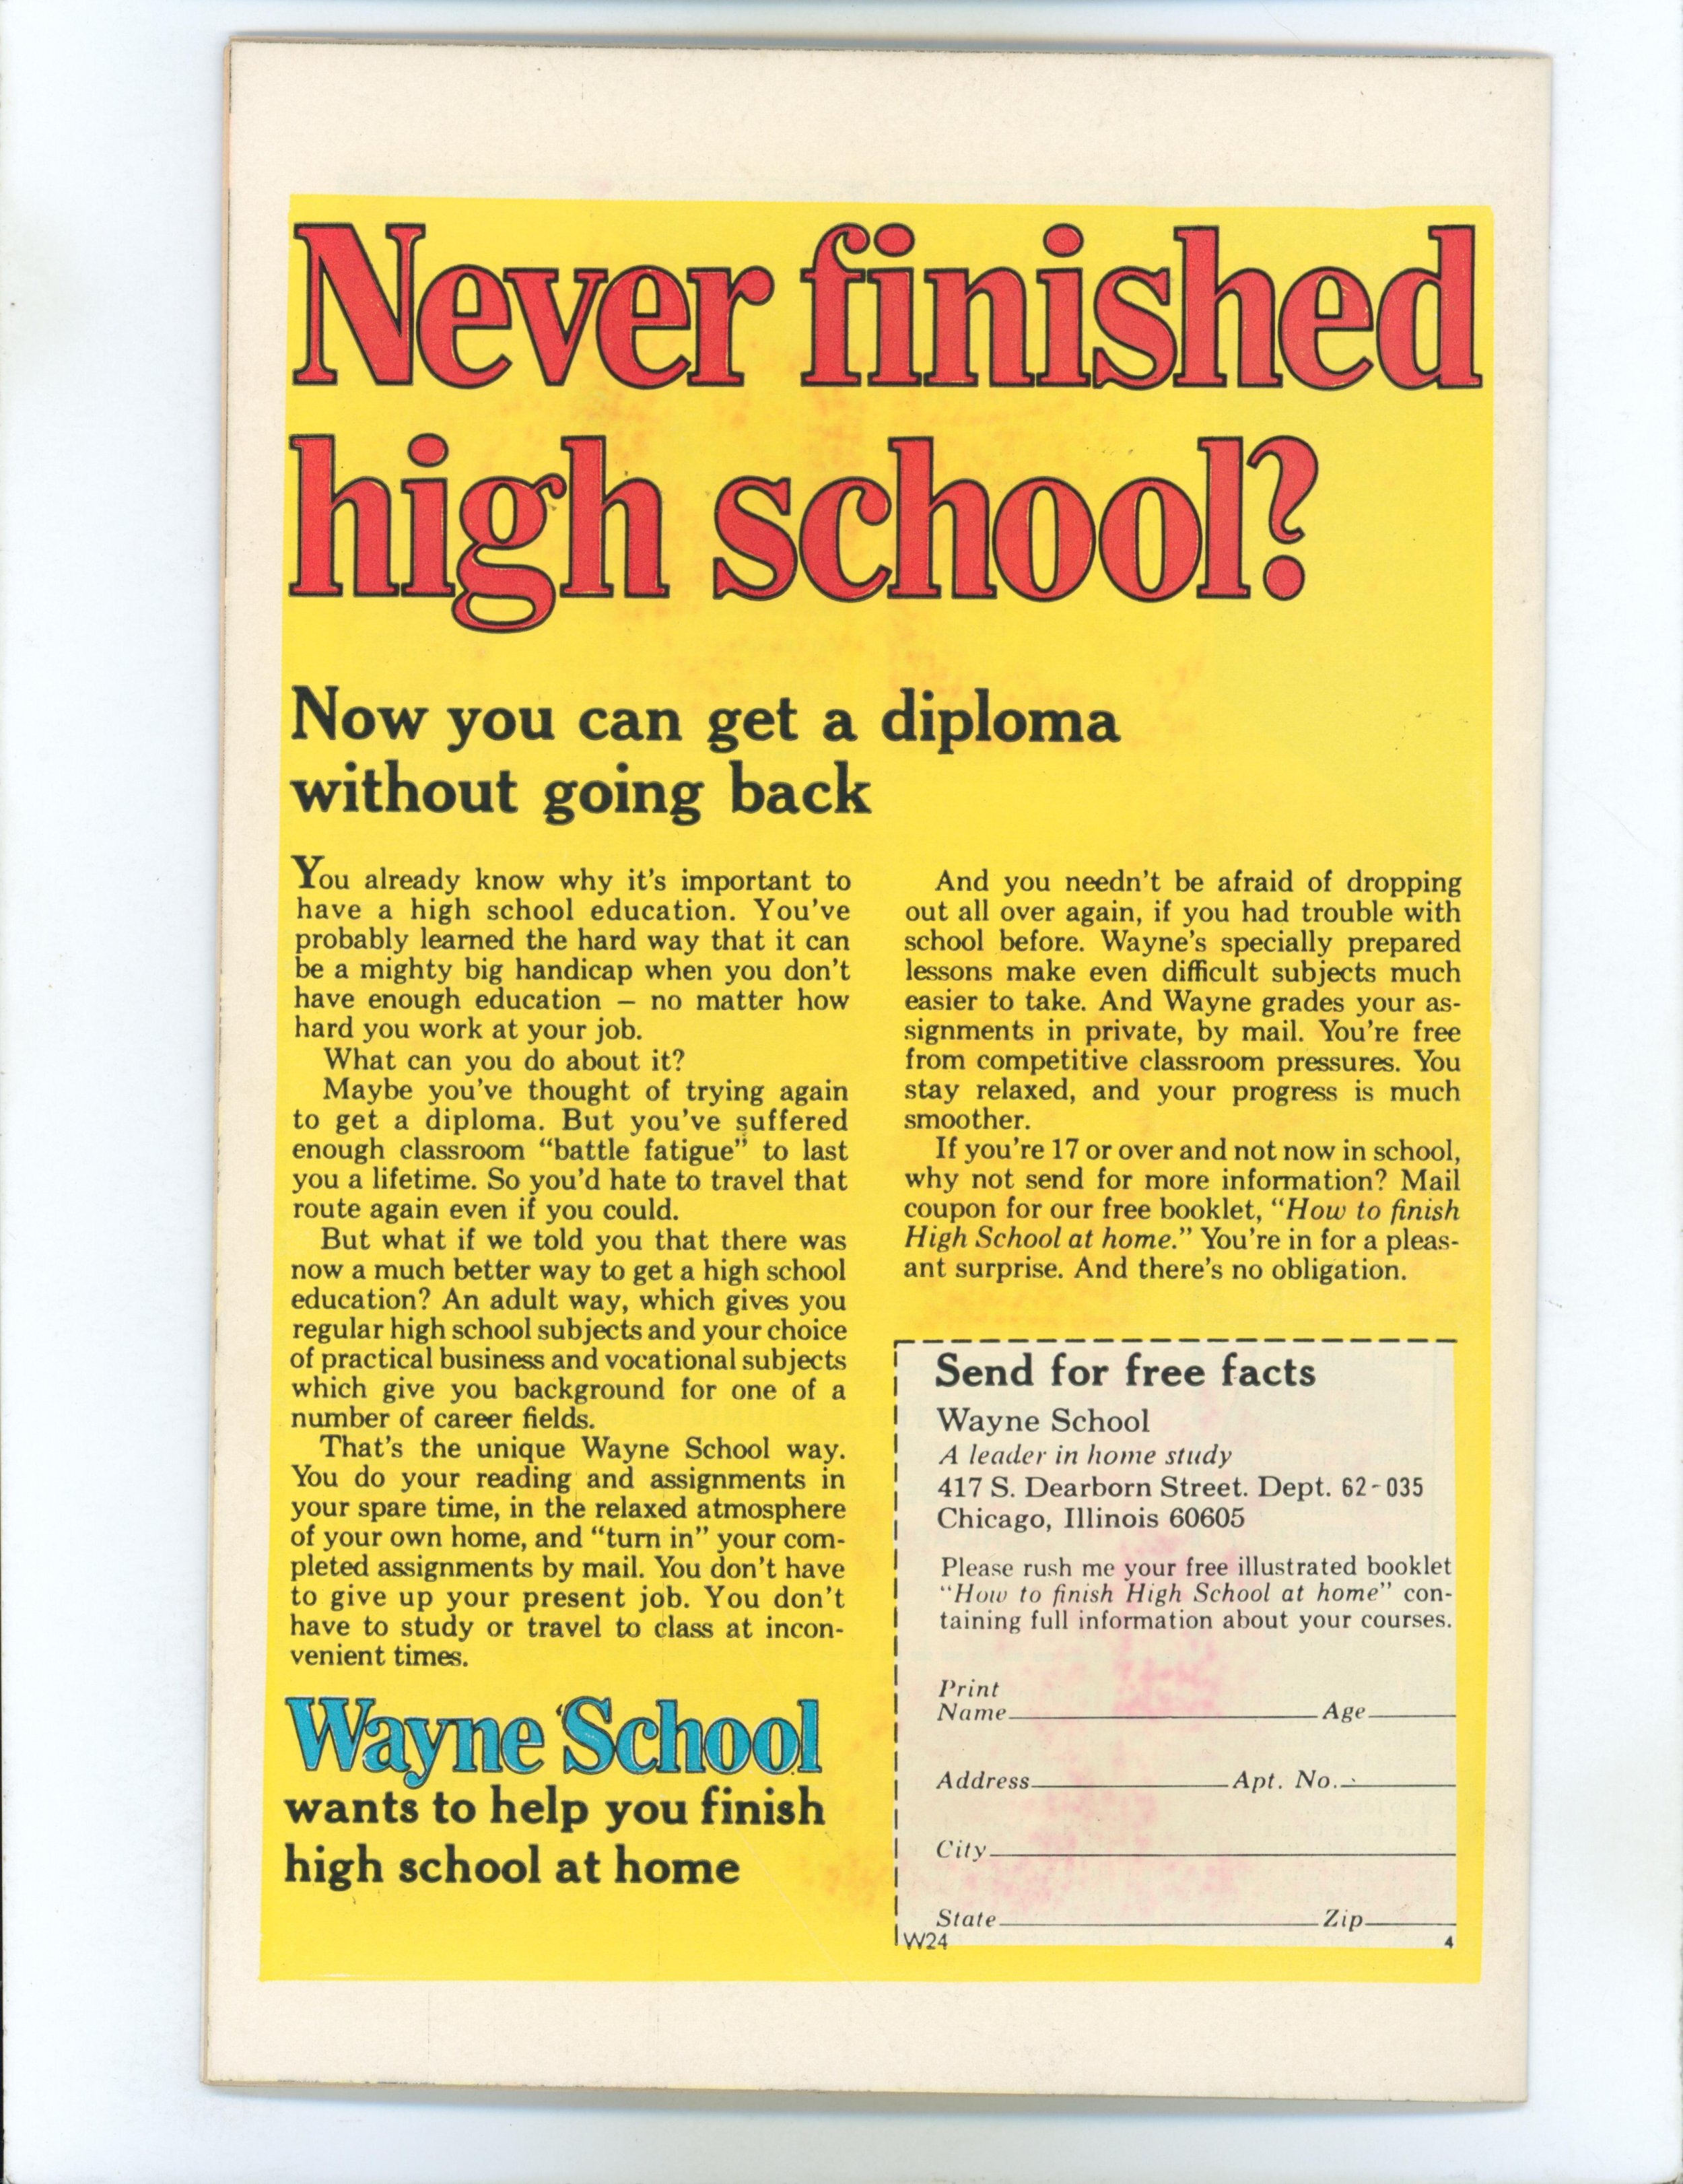 Never finished
high school?
Now you can get a diploma
without going back
You already know why it's important to
have a high school education. You've
probably learned the hard way that it can
be a mighty big handicap when you don't
have enough education – no matter how
hard you work at your job.
What can you do about it?
Maybe you've thought of trying again
to get a diploma. But you've suffered
enough classroom “battle fatigue” to last
you a lifetime. So you'd hate to travel that
route again even if you could.
But what if we told you that there was
now a much better way to get a high school
education? An adult way, which gives you
regular high school subjects and your choice
of practical business and vocational subjects
which give you background for one of a
number of career fields.
That's the unique Wayne School way.
You do your reading and assignments in
your spare time, in the relaxed atmosphere
of your own home, and “turn in” your com-
pleted assignments by mail. You don't have
to give up your present job. You don't
have to study or travel to class at incon-
venient times.
Wayne School
wants to help you finish
high school at home
And you needn't be afraid of dropping
out all over again, if you had trouble with
school before. Wayne's specially prepared
lessons make even difficult subjects much
easier to take. And Wayne grades your as-
signments in private, by mail. You're free
from competitive classroom pressures. You
stay relaxed, and your progress is much
smoother.
If you're 17 or over and not now in school,
why not send for more information? Mail
coupon for our free booklet, “How to finish
High School at home.” You're in for a pleas-
ant surprise. And there's no obligation.
Send for free facts
Wayne School
A leader in home study
417 S. Dearborn Street. Dept. 62-035
Chicago, Illinois 60605
Please rush me your free illustrated booklet
“How to finish High School at home” con-
taining full information about your courses.
Print
Name Age
Address Apt. No.
City
State Zip
W24 4